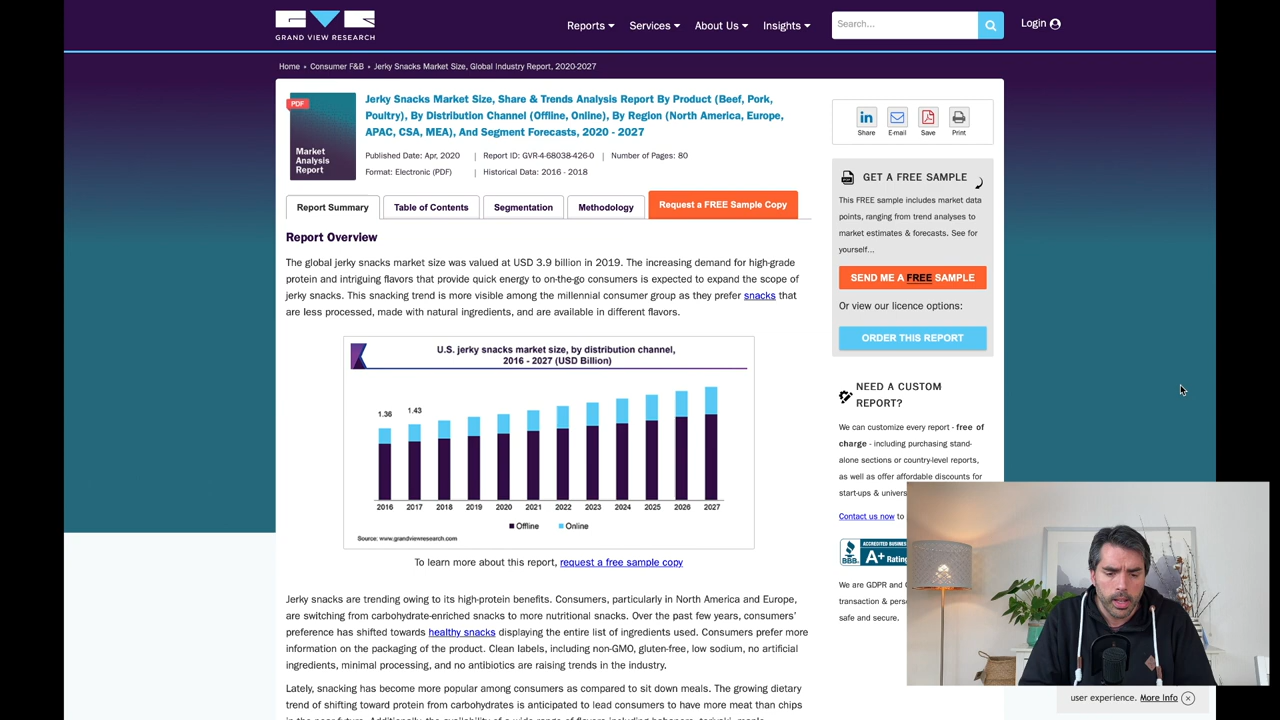 GRAND VIEW RESEARCH
Reports
Services
About Us
Insights
Search...
Login
Home
Consumer F&B
Jerky Snacks Market Size, Global Industry Report, 2020-2027
PDF
Market
Analysis
Report
Jerky Snacks Market Size, Share & Trends Analysis Report By Product (Beef, Pork,
Poultry), By Distribution Channel (Offline, Online), By Region (North America, Europe,
APAC, CSA, MEA), And Segment Forecasts, 2020 - 2027
Published Date: Apr, 2020 | Report ID: GVR-4-68038-426-0 | Number of Pages: 80
Format: Electronic (PDF) | Historical Data: 2016 - 2018
Report Summary
Table of Contents
Segmentation
Methodology
Request a FREE Sample Copy
Report Overview
The global jerky snacks market size was valued at USD 3.9 billion in 2019. The increasing demand for high-grade
protein and intriguing flavors that provide quick energy to on-the-go consumers is expected to expand the scope of
jerky snacks. This snacking trend is more visible among the millennial consumer group as they prefer snacks that
are less processed, made with natural ingredients, and are available in different flavors.
U.S. jerky snacks market size, by distribution channel,
2016 - 2027 (USD Billion)
1.36
1.43
2016 2017 2018 2019 2020 2021 2022 2023 2024 2025 2026 2027
Offline Online
Source: www.grandviewresearch.com
To learn more about this report, request a free sample copy
Jerky snacks are trending owing to its high-protein benefits. Consumers, particularly in North America and Europe,
are switching from carbohydrate-enriched snacks to more nutritional snacks. Over the past few years, consumers'
preference has shifted towards healthy snacks displaying the entire list of ingredients used. Consumers prefer more
information on the packaging of the product. Clean labels, including non-GMO, gluten-free, low sodium, no artificial
ingredients, minimal processing, and no antibiotics are raising trends in the industry.
Lately, snacking has become more popular among consumers as compared to sit down meals. The growing dietary
trend of shifting toward protein from carbohydrates is anticipated to lead consumers to have more meat than chips
Share
E-mail
Save
Print
GET A FREE SAMPLE
This FREE sample includes market data
points, ranging from trend analyses to
market estimates & forecasts. See for
yourself...
SEND ME A FREE SAMPLE
Or view our licence options:
ORDER THIS REPORT
NEED A CUSTOM
REPORT?
We can customize every report - free of
charge - including purchasing stand-
alone sections or country-level reports,
as well as offer affordable discounts for
start-ups & univers
Contact us now to
BBB
ACCREDITED BUSINESS
A+ Rating
We are GDPR and
transaction & pers
safe and secure.
user experience. More Info